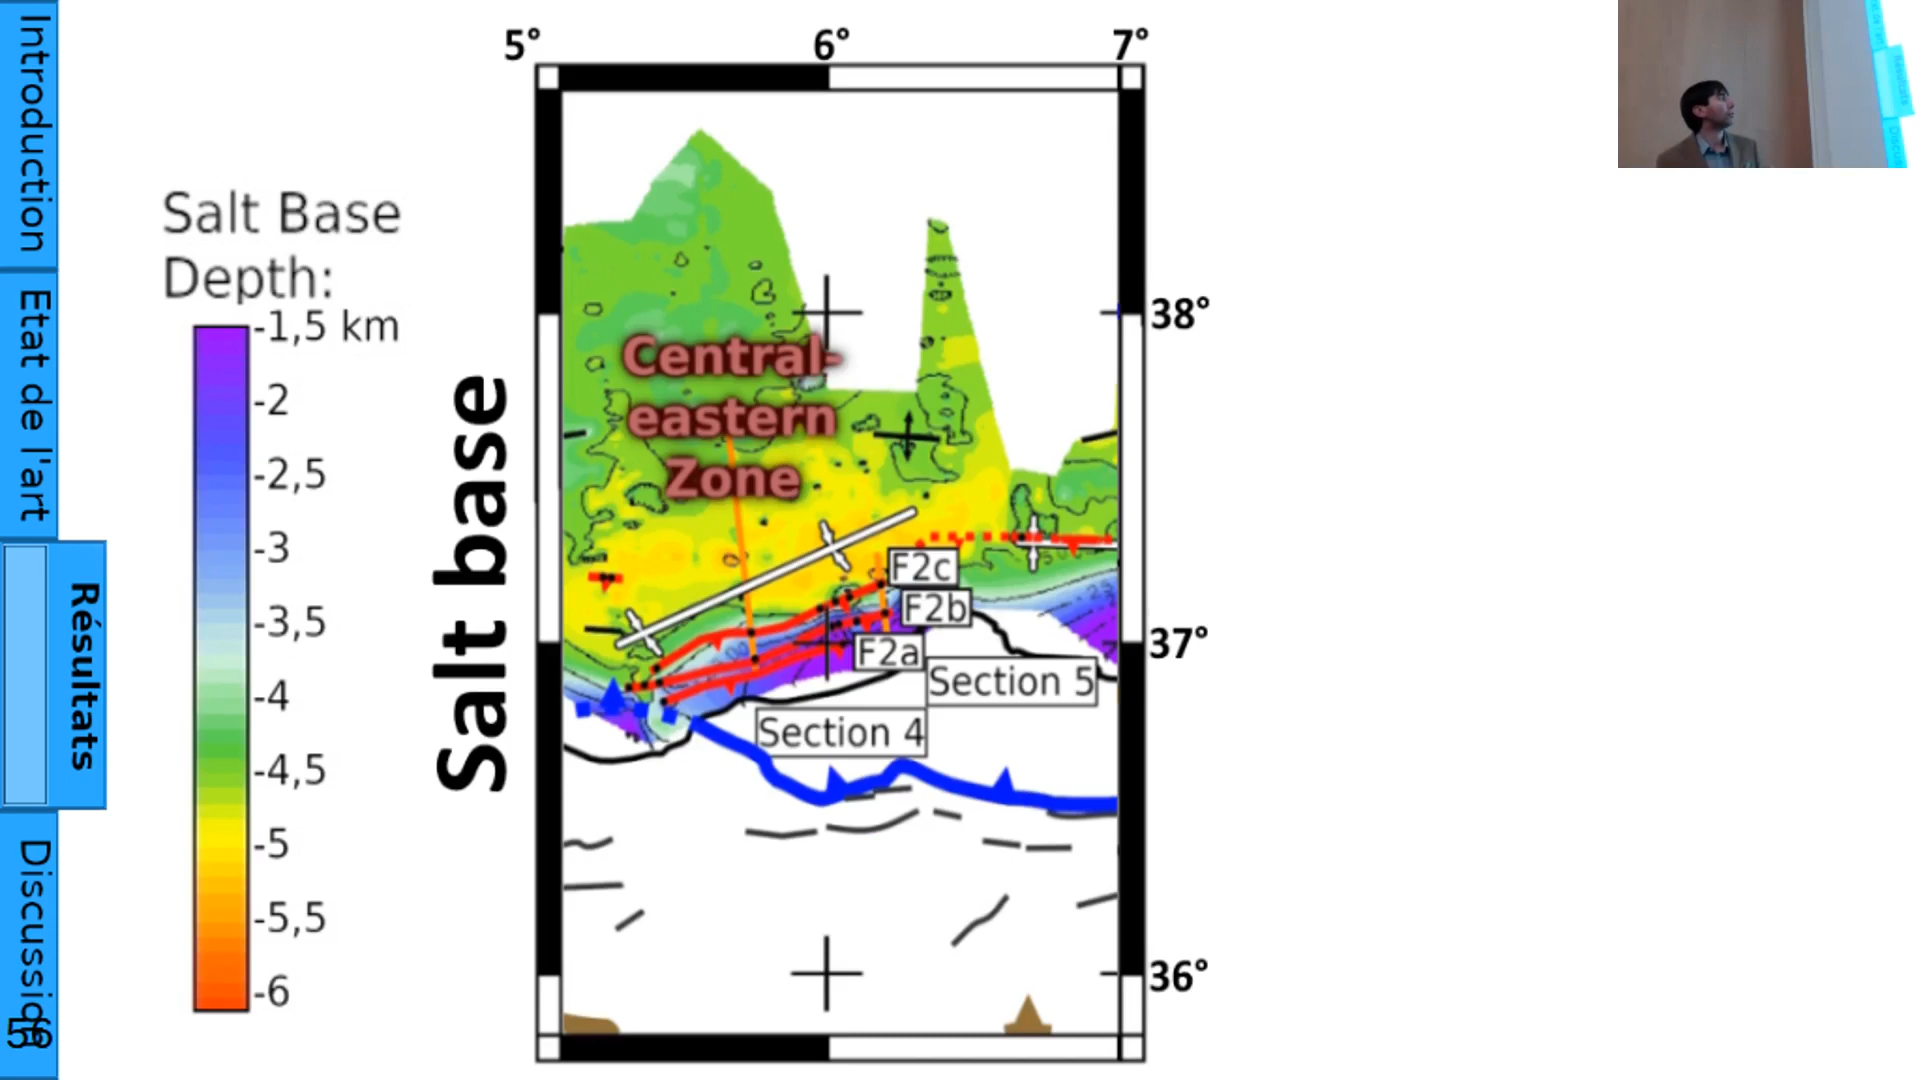 Introduction
Etat de l'art
Résultats
Discussion
56
Salt Base
Depth:
-1,5 km
-2
-2,5
-3
-3,5
-4
-4,5
-5
-5,5
-6
Salt base
5°
6°
7°
38°
37°
36°
Central-
eastern
Zone
F2c
F2b
F2a
Section 5
Section 4
Résultats